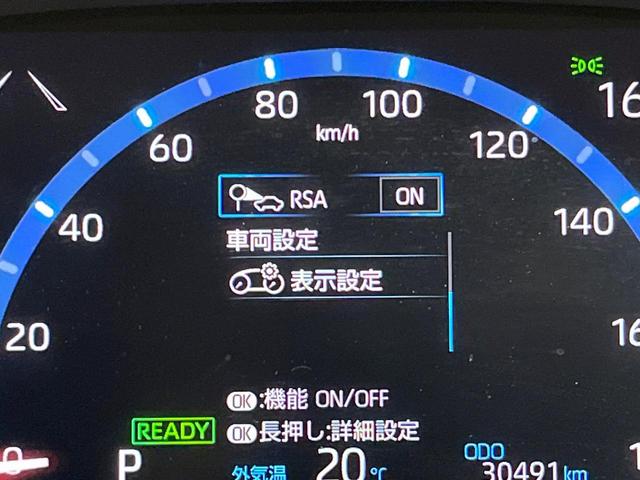 80 100
km/h
60 120
40 140
20
RSA ON
車両設定
表示設定
OK:機能 ON/OFF
READY OK長押し:詳細設定
P 外気温 20℃ ODO 30491 km